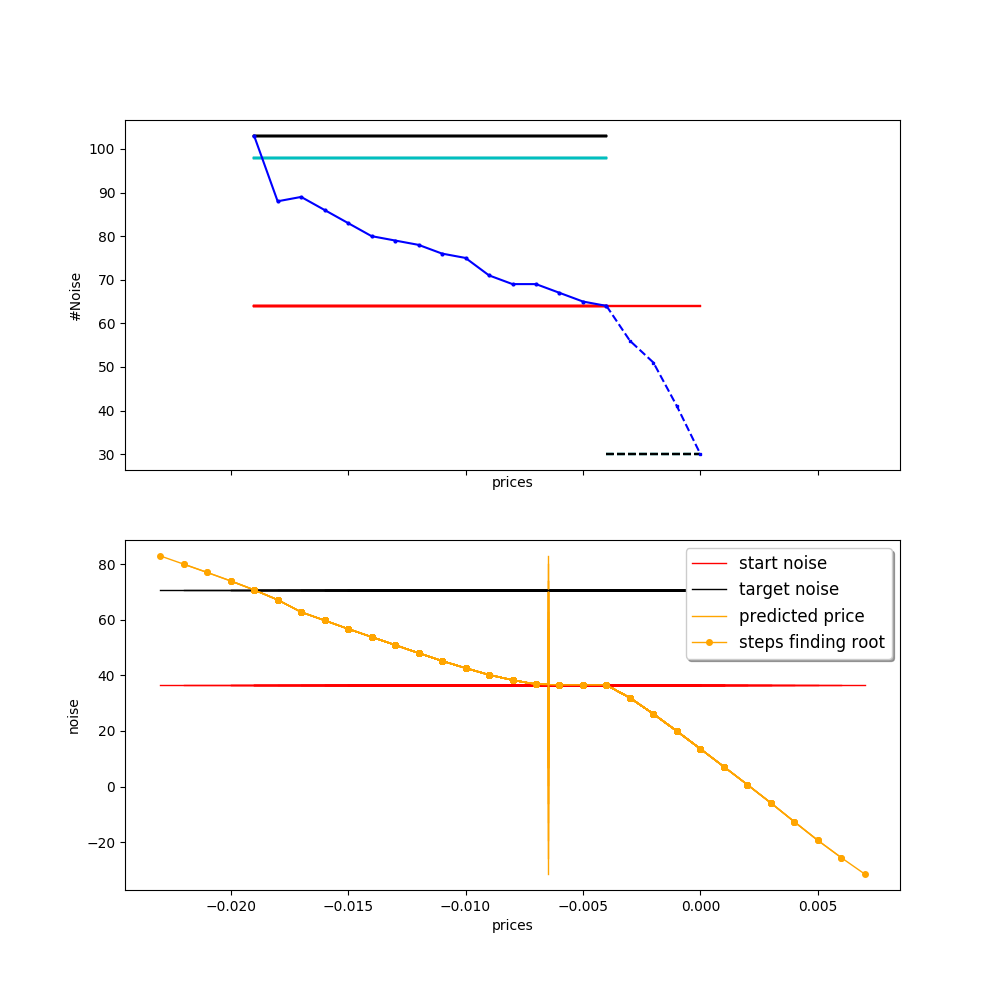 100
90
80
70
60
50
40
30
#Noise
prices
80
60
40
20
0
−20
noise
start noise
target noise
predicted price
steps finding root
−0.020
−0.015
−0.010
−0.005
0.000
0.005
prices